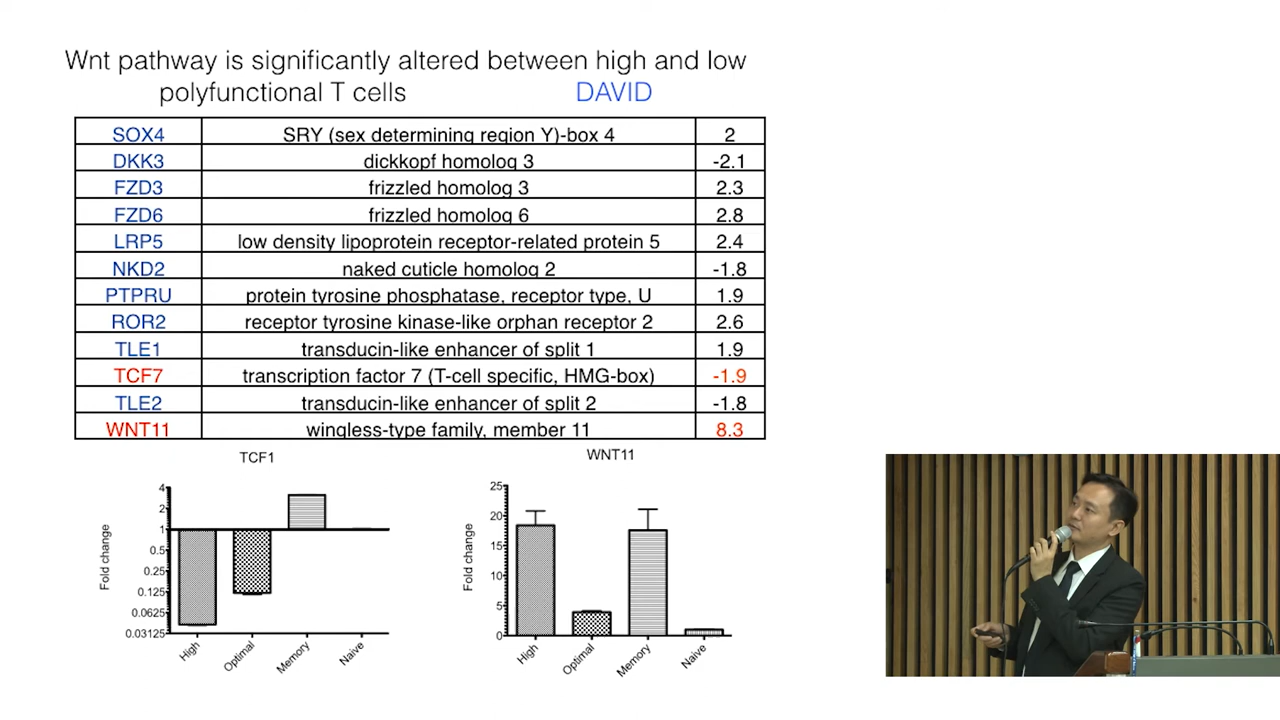 Wnt pathway is significantly altered between high and low
polyfunctional T cells DAVID
SOX4 SRY (sex determining region Y)-box 4 2
DKK3 dickkopf homolog 3 -2.1
FZD3 frizzled homolog 3 2.3
FZD6 frizzled homolog 6 2.8
LRP5 low density lipoprotein receptor-related protein 5 2.4
NKD2 naked cuticle homolog 2 -1.8
PTPRU protein tyrosine phosphatase, receptor type, U 1.9
ROR2 receptor tyrosine kinase-like orphan receptor 2 2.6
TLE1 transducin-like enhancer of split 1 1.9
TCF7 transcription factor 7 (T-cell specific, HMG-box) -1.9
TLE2 transducin-like enhancer of split 2 -1.8
WNT11 wingless-type family, member 11 8.3
TCF1
Fold change
4
2
1
0.5
0.25
0.125
0.0625
0.03125
High Optimal Memory Naive
WNT11
Fold change
25
20
15
10
5
0
High Optimal Memory Naive